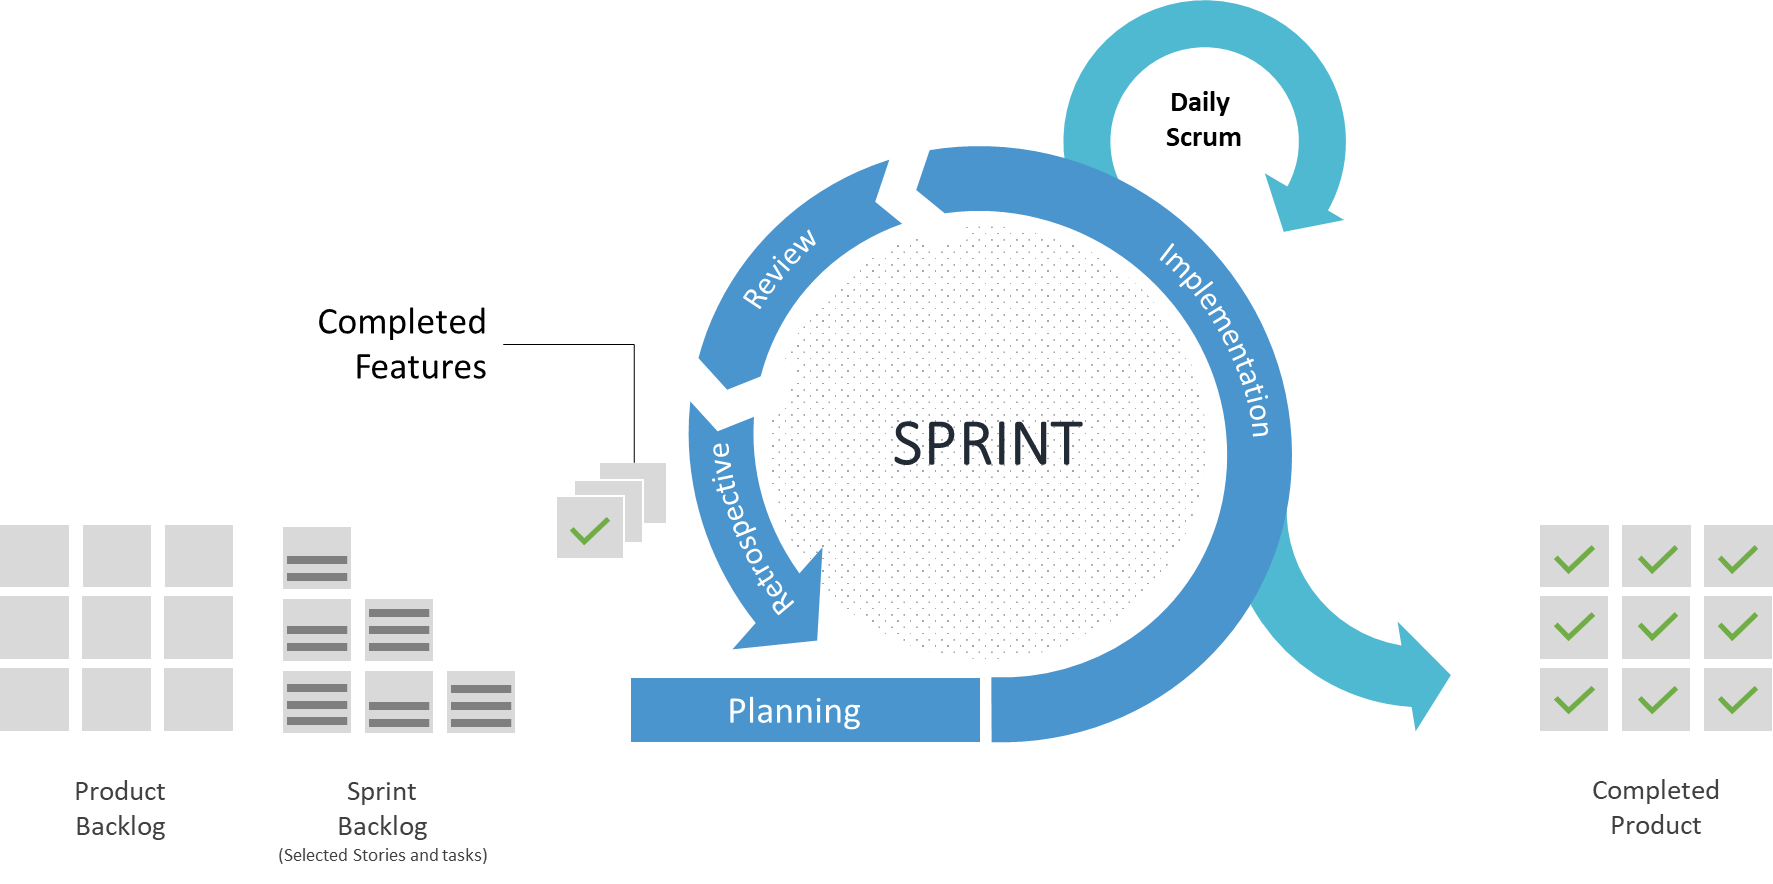 Daily
Scrum
Review
Implementation
Completed
Features
SPRINT
Retrospective
Planning
Product
Backlog
Sprint
Backlog
(Selected Stories and tasks)
Completed
Product